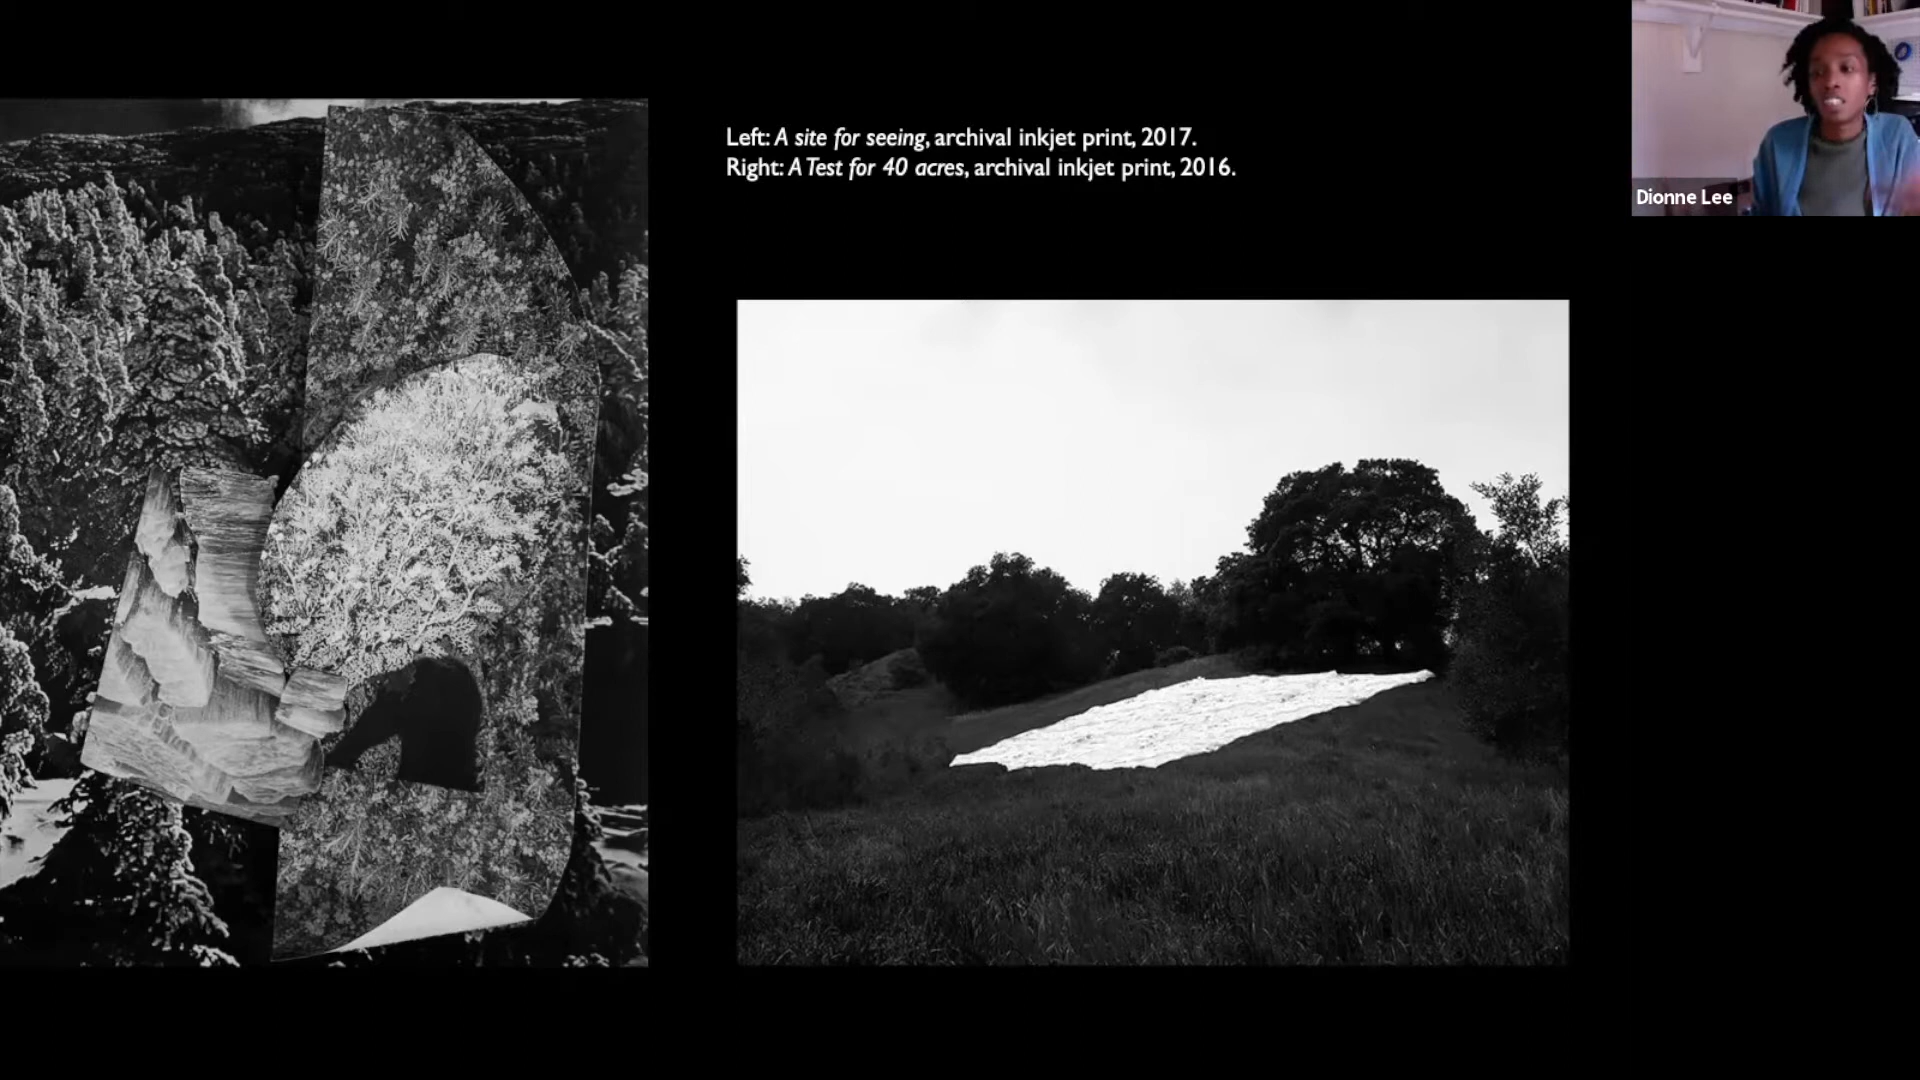 Left: A site for seeing, archival inkjet print, 2017.
Right: A Test for 40 acres, archival inkjet print, 2016.
Dionne Lee